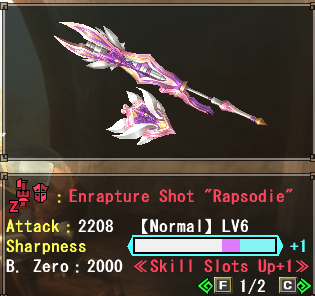 Z : Enrapture Shot "Rapsodie"
Attack : 2208 【Normal】LV6
Sharpness +1
B. Zero : 2000 ≪Skill Slots Up+1≫
F 1/2 C